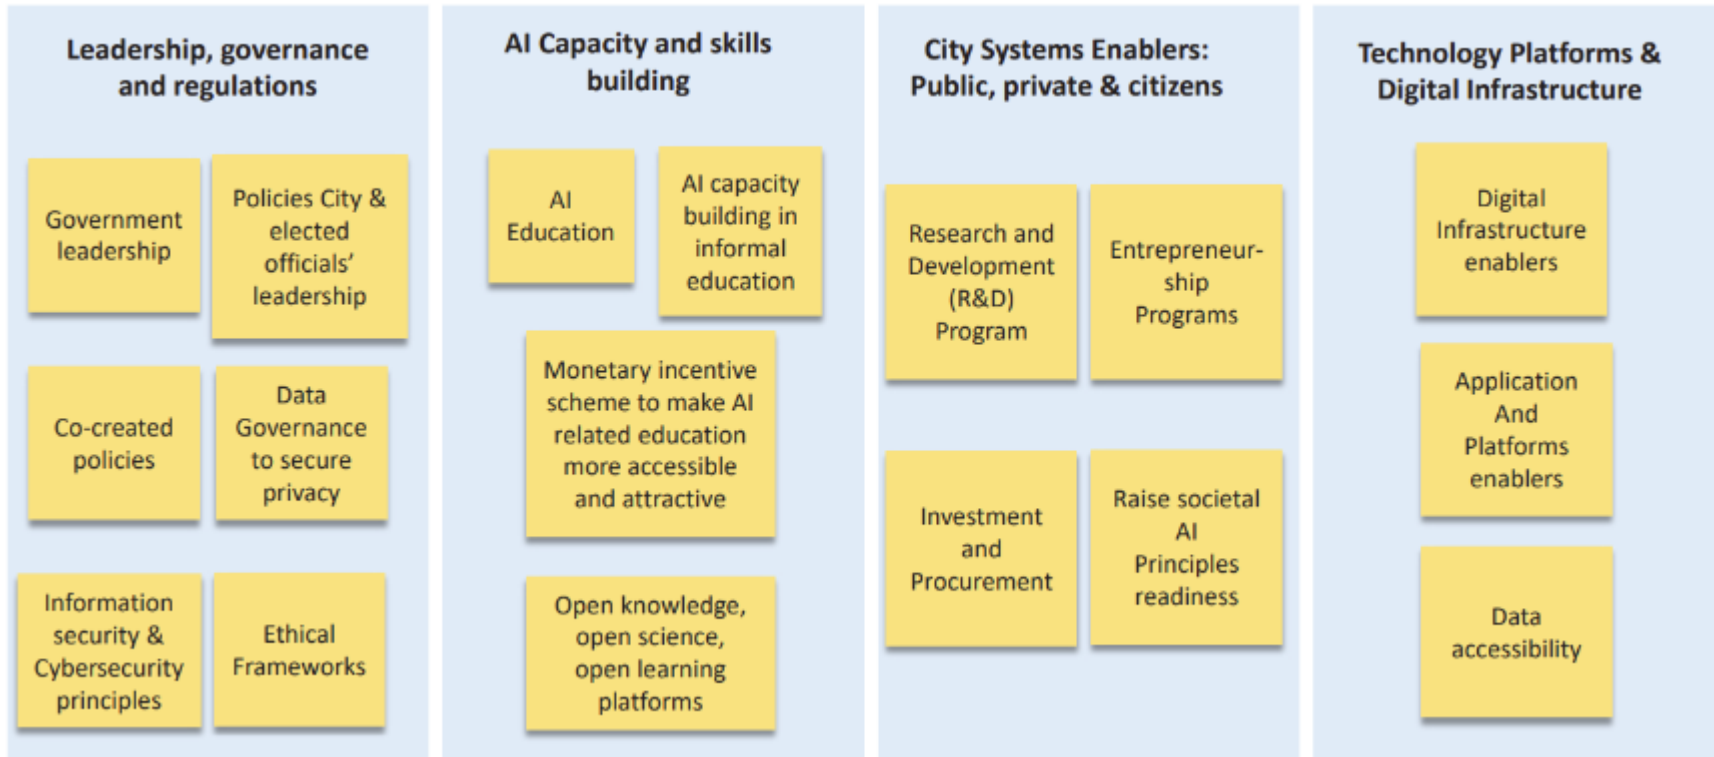 Leadership, governance
and regulations
Government
leadership
Policies City &
elected
officials’
leadership
Co-created
policies
Data
Governance
to secure
privacy
Information
security &
Cybersecurity
principles
Ethical
Frameworks
AI Capacity and skills
building
AI
Education
AI capacity
building in
informal
education
Monetary incentive
scheme to make AI
related education
more accessible
and attractive
Open knowledge,
open science,
open learning
platforms
City Systems Enablers:
Public, private & citizens
Research and
Development
(R&D)
Program
Entrepreneur-
ship
Programs
Investment
and
Procurement
Raise societal
AI
Principles
readiness
Technology Platforms &
Digital Infrastructure
Digital
Infrastructure
enablers
Application
And
Platforms
enablers
Data
accessibility